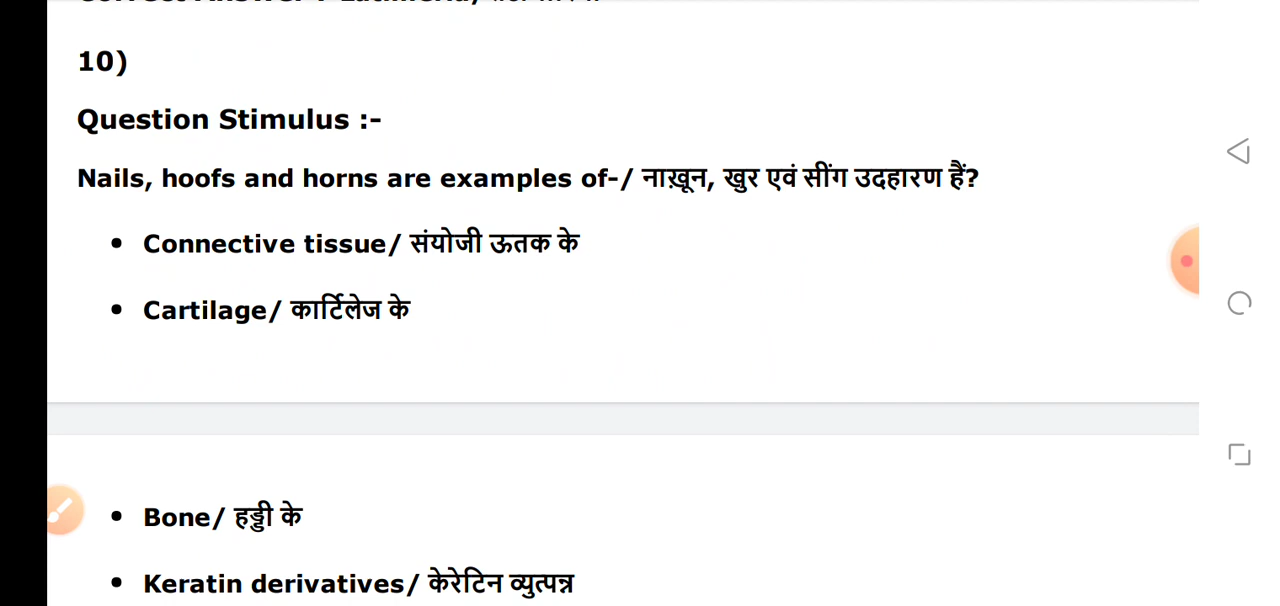 10)
Question Stimulus :-
Nails, hoofs and horns are examples of-/ नाख़ून, खुर एवं सींग उदहारण हैं?
• Connective tissue/ संयोजी ऊतक के
• Cartilage/ कार्टिलेज के
• Bone/ हड्डी के
• Keratin derivatives/ केरेटिन व्युत्पन्न